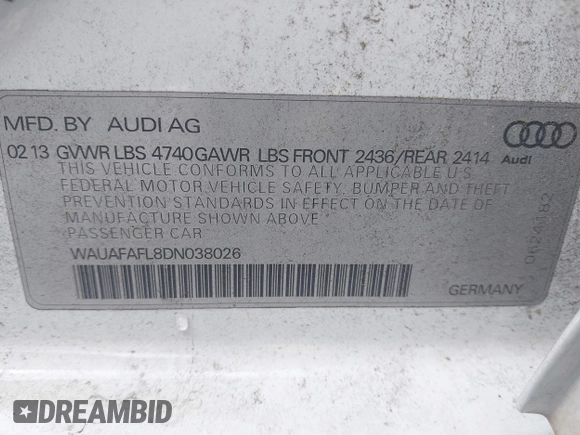 MFD. BY AUDI AG
02 13 GVWR LBS 4740 GAWR LBS FRONT 2436/REAR 2414
Audi
THIS VEHICLE CONFORMS TO ALL APPLICABLE U.S.
FEDERAL MOTOR VEHICLE SAFETY, BUMPER AND THEFT
PREVENTION STANDARDS IN EFFECT ON THE DATE OF
MANUFACTURE SHOWN ABOVE
PASSENGER CAR
WAUAFAFL8DN038026
GERMANY
DREAMBID